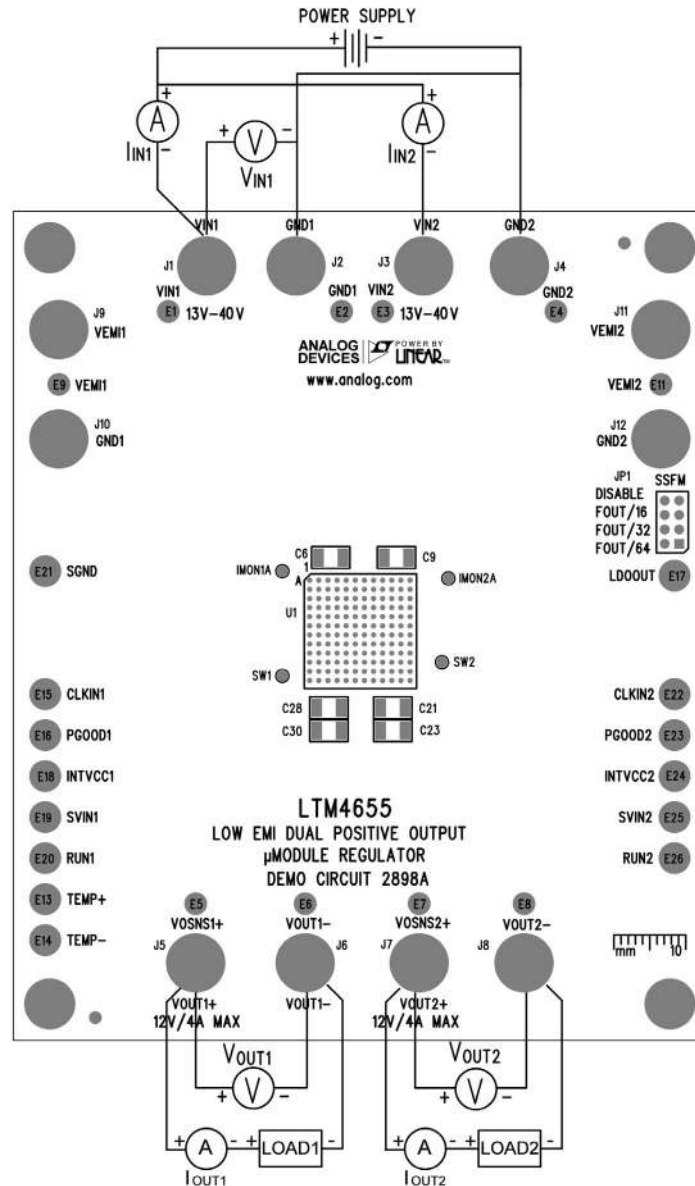 POWER SUPPLY
+ -
+ A -
IIN1
+ V -
VIN1
+ A -
IIN2
VIN1
GND1
VIN2
GND2
J1
J2
J3
J4
VIN1
E1 13V-40V
GND1
E2
VIN2
E3 13V-40V
GND2
E4
J9
VEMI1
E9 VEMI1
J10
GND1
ANALOG DEVICES
POWER BY LINEAR TM
www.analog.com
J11
VEMI2
VEMI2 E11
J12
GND2
JP1 SSFM
DISABLE
FOUT/16
FOUT/32
FOUT/64
E21 SGND
LDOOUT E17
C6
C9
1
A
U1
IMON1A
IMON2A
SW1
SW2
C28
C21
C30
C23
E15 CLKIN1
E16 PGOOD1
E18 INTVCC1
E19 SVIN1
E20 RUN1
E13 TEMP+
E14 TEMP-
CLKIN2 E22
PGOOD2 E23
INTVCC2 E24
SVIN2 E25
RUN2 E26
LTM4655
LOW EMI DUAL POSITIVE OUTPUT
µMODULE REGULATOR
DEMO CIRCUIT 2898A
mm 10
E5
VOSNS1+
E6
VOUT1-
E7
VOSNS2+
E8
VOUT2-
J5
J6
J7
J8
VOUT1+
12V/4A MAX
VOUT1-
VOUT2+
12V/4A MAX
VOUT1
+ V -
VOUT2
+ V -
+ A - + LOAD1 -
IOUT1
+ A - + LOAD2 -
IOUT2